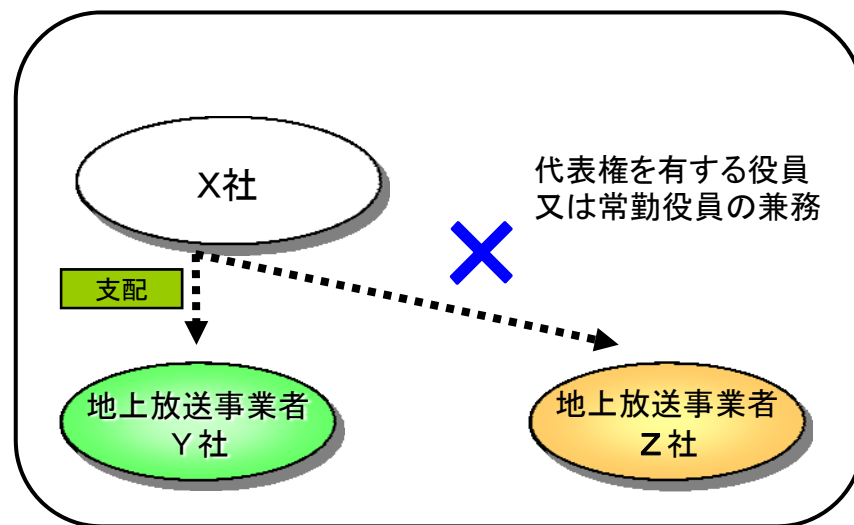 X社
代表権を有する役員
又は常勤役員の兼務
支配
地上放送事業者
Y社
地上放送事業者
Z社